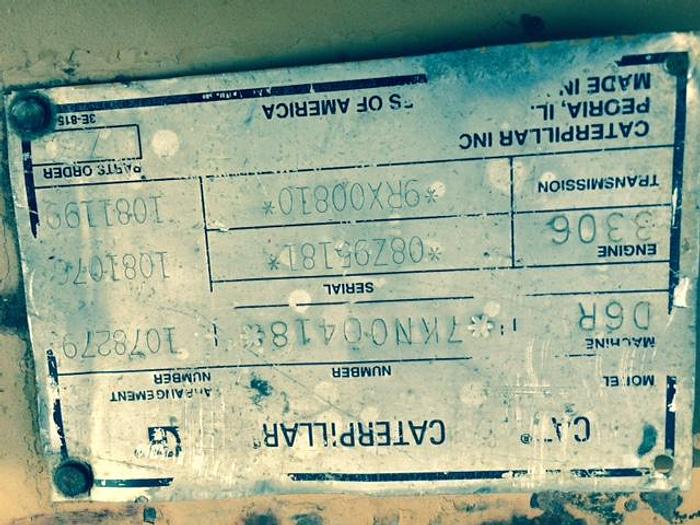 CAT® CATERPILLAR®
MODEL NUMBER ARRANGEMENT NUMBER
MACHINE
D6R *7KN00418* 1078279
SERIAL
ENGINE
3306 *08Z95181*
TRANSMISSION *9RX00810* 1081199
CATERPILLAR INC PARTS ORDER
PEORIA, IL.
MADE IN S OF AMERICA 3E-815